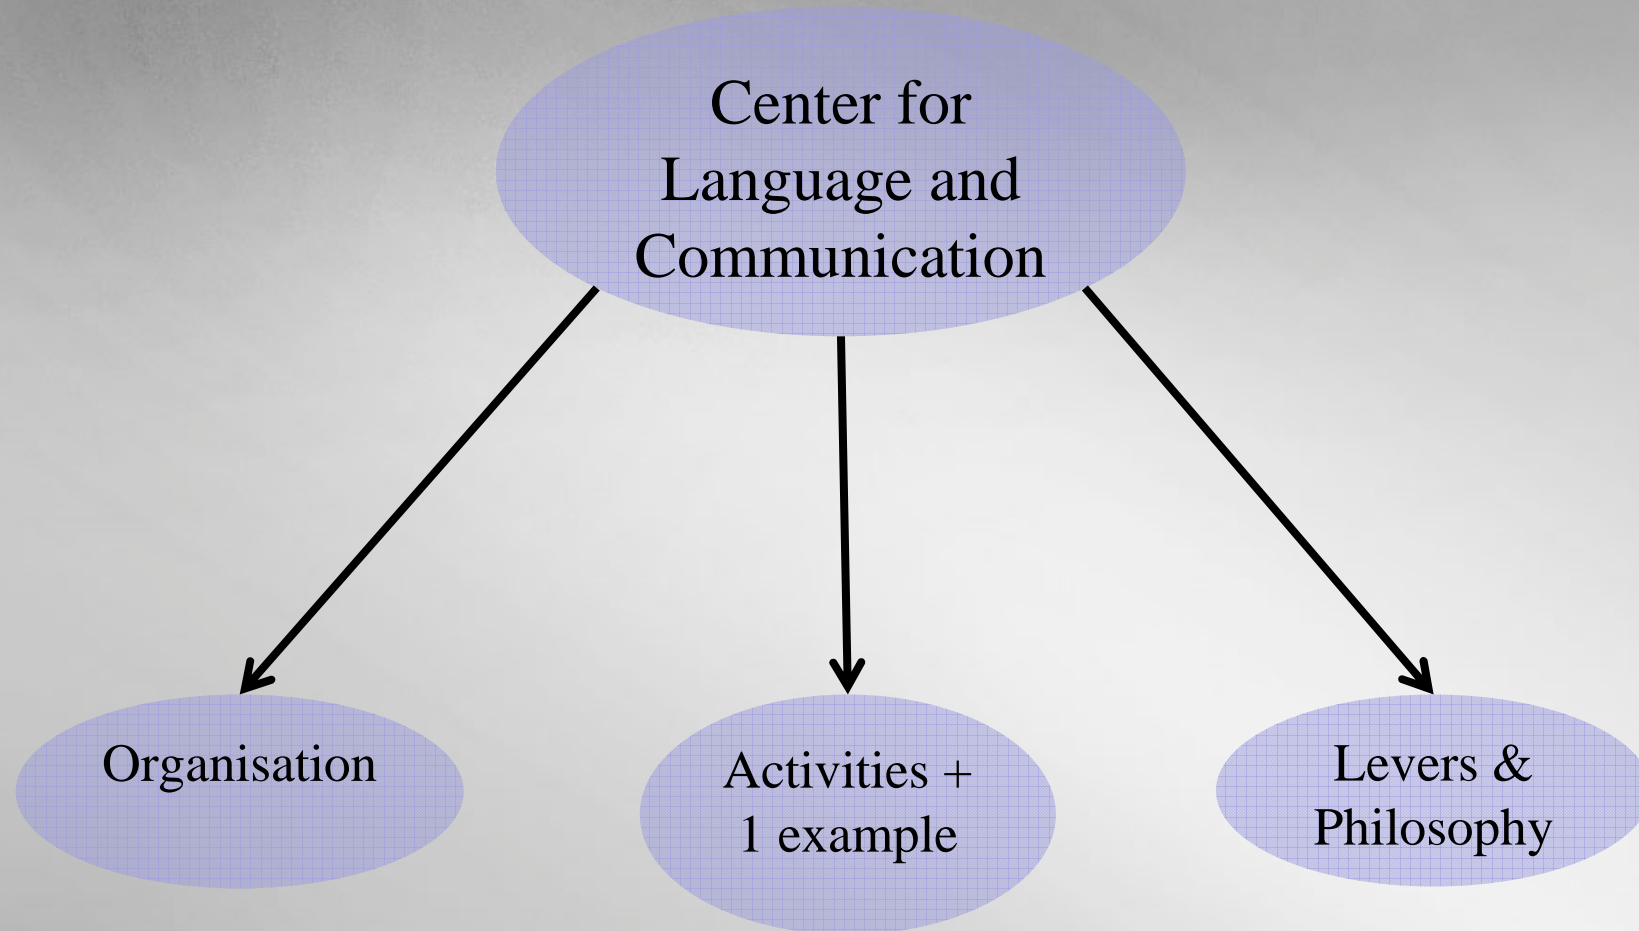 Center for
Language and
Communication
Organisation
Activities +
1 example
Levers &
Philosophy